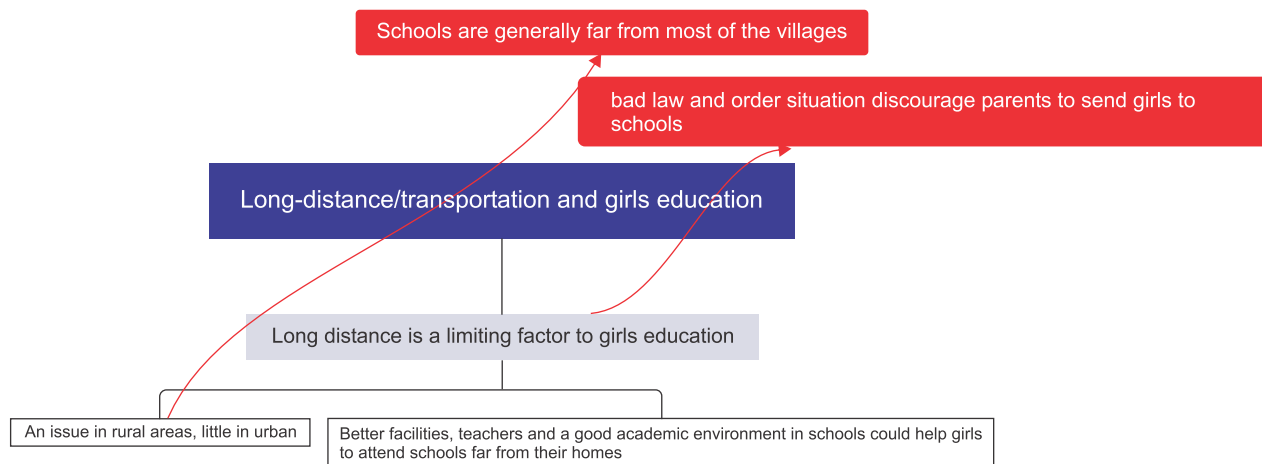 Schools are generally far from most of the villages
bad law and order situation discourage parents to send girls to
schools
Long-distance/transportation and girls education
Long distance is a limiting factor to girls education
An issue in rural areas, little in urban
Better facilities, teachers and a good academic environment in schools could help girls
to attend schools far from their homes